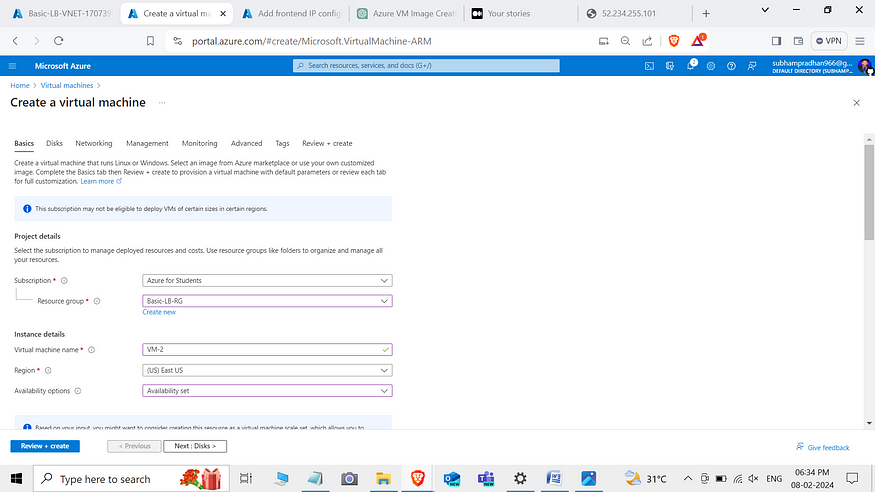 Basic-LB-VNET-170739
Create a virtual ma
Add frontend IP config
Azure VM Image Creat
Your stories
52.234.255.101
portal.azure.com/#create/Microsoft.VirtualMachine-ARM
1
VPN
Microsoft Azure
Search resources, services, and docs (G+/)
2
subhampradhan966@g...
DEFAULT DIRECTORY (SUBHAMP...
Home > Virtual machines >
Create a virtual machine ...
Basics Disks Networking Management Monitoring Advanced Tags Review + create
Create a virtual machine that runs Linux or Windows. Select an image from Azure marketplace or use your own customized
image. Complete the Basics tab then Review + create to provision a virtual machine with default parameters or review each tab
for full customization. Learn more
This subscription may not be eligible to deploy VMs of certain sizes in certain regions.
Project details
Select the subscription to manage deployed resources and costs. Use resource groups like folders to organize and manage all
your resources.
Subscription * Azure for Students
Resource group * Basic-LB-RG
Create new
Instance details
Virtual machine name * VM-2
Region * (US) East US
Availability options Availability set
Based on your input, you might want to consider creating this resource as a virtual machine scale set, which allows you to
Review + create < Previous Next : Disks > Give feedback
Type here to search
31°C
ENG
06:34 PM
08-02-2024